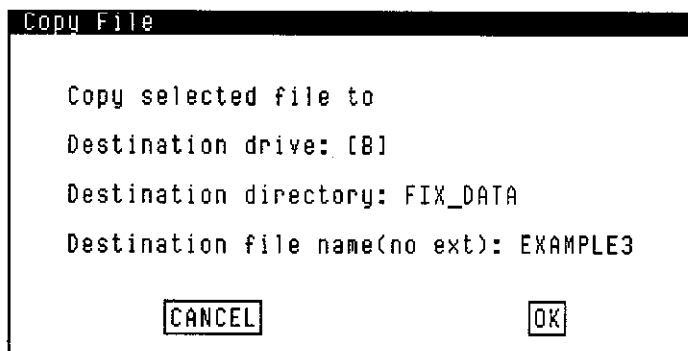 Copy File
Copy selected file to
Destination drive: [B]
Destination directory: FIX_DATA
Destination file name(no ext): EXAMPLE3
CANCEL OK